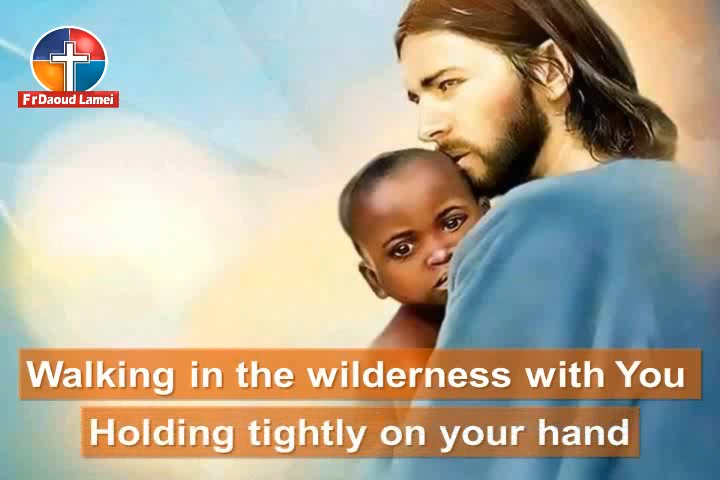 FrDaoud Lamei
Walking in the wilderness with You
Holding tightly on your hand